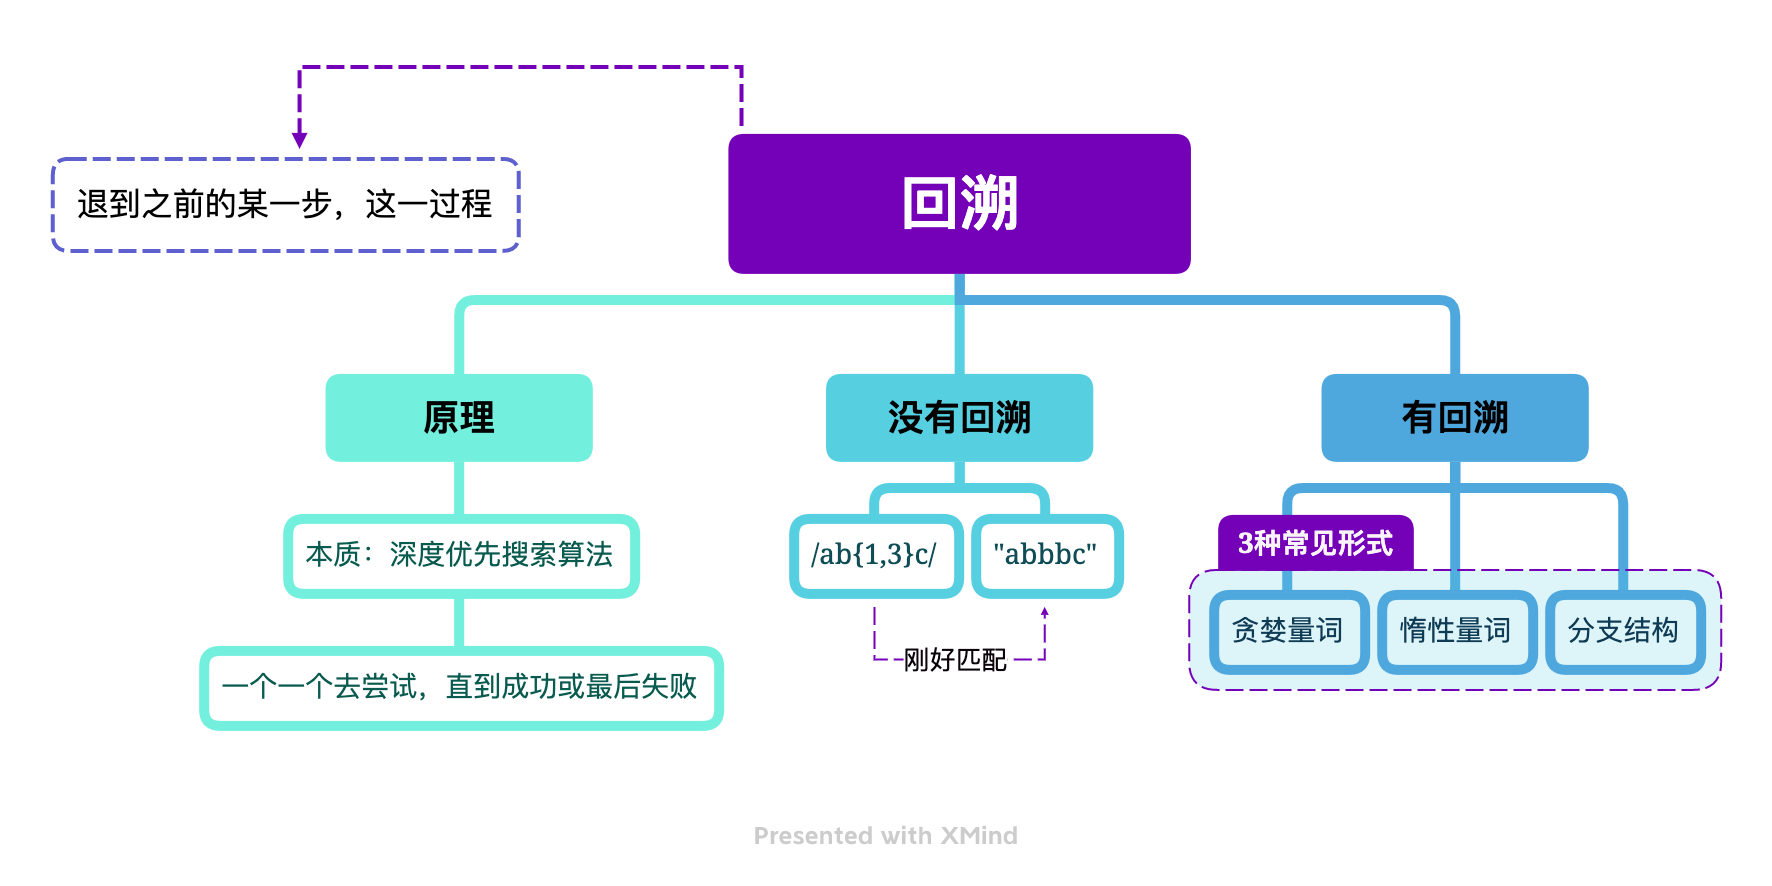 回溯
退到之前的某一步，这一过程
原理
没有回溯
有回溯
本质：深度优先搜索算法
/ab{1,3}c/
"abbbc"
3种常见形式
贪婪量词
惰性量词
分支结构
刚好匹配
一个一个去尝试，直到成功或最后失败
Presented with XMind